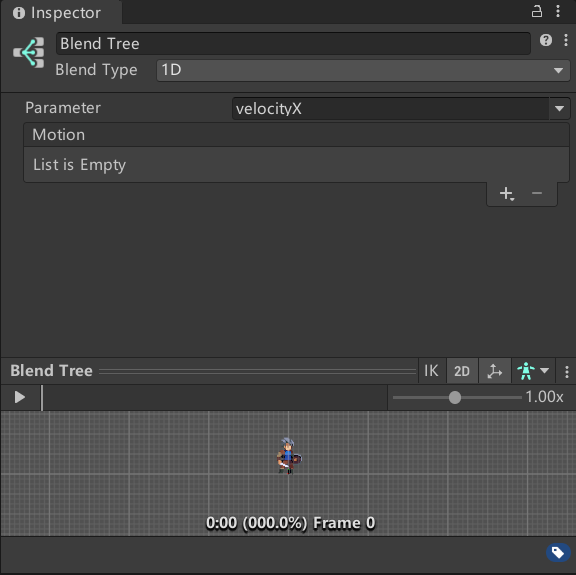 Inspector
Blend Tree
Blend Type 1D
Parameter velocityX
Motion
List is Empty
Blend Tree IK 2D
1.00x
0:00 (000.0%) Frame 0